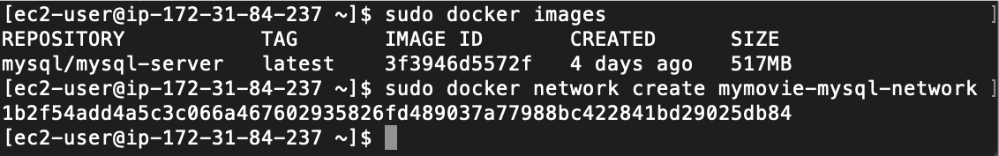 [ec2-user@ip-172-31-84-237 ~]$ sudo docker images ]
REPOSITORY TAG IMAGE ID CREATED SIZE
mysql/mysql-server latest 3f3946d5572f 4 days ago 517MB
[ec2-user@ip-172-31-84-237 ~]$ sudo docker network create mymovie-mysql-network ]
1b2f54add4a5c3c066a467602935826fd489037a77988bc422841bd29025db84
[ec2-user@ip-172-31-84-237 ~]$